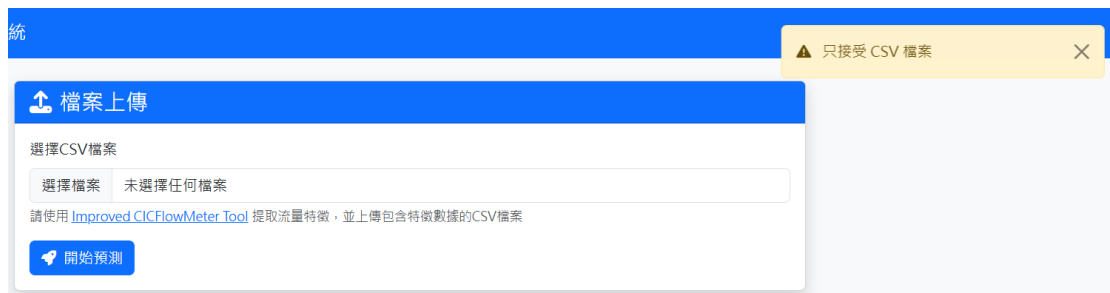 統
只接受 CSV 檔案
檔案上傳
選擇CSV檔案
選擇檔案 未選擇任何檔案
請使用 Improved CICFlowMeter Tool 提取流量特徵，並上傳包含特徵數據的CSV檔案
開始預測